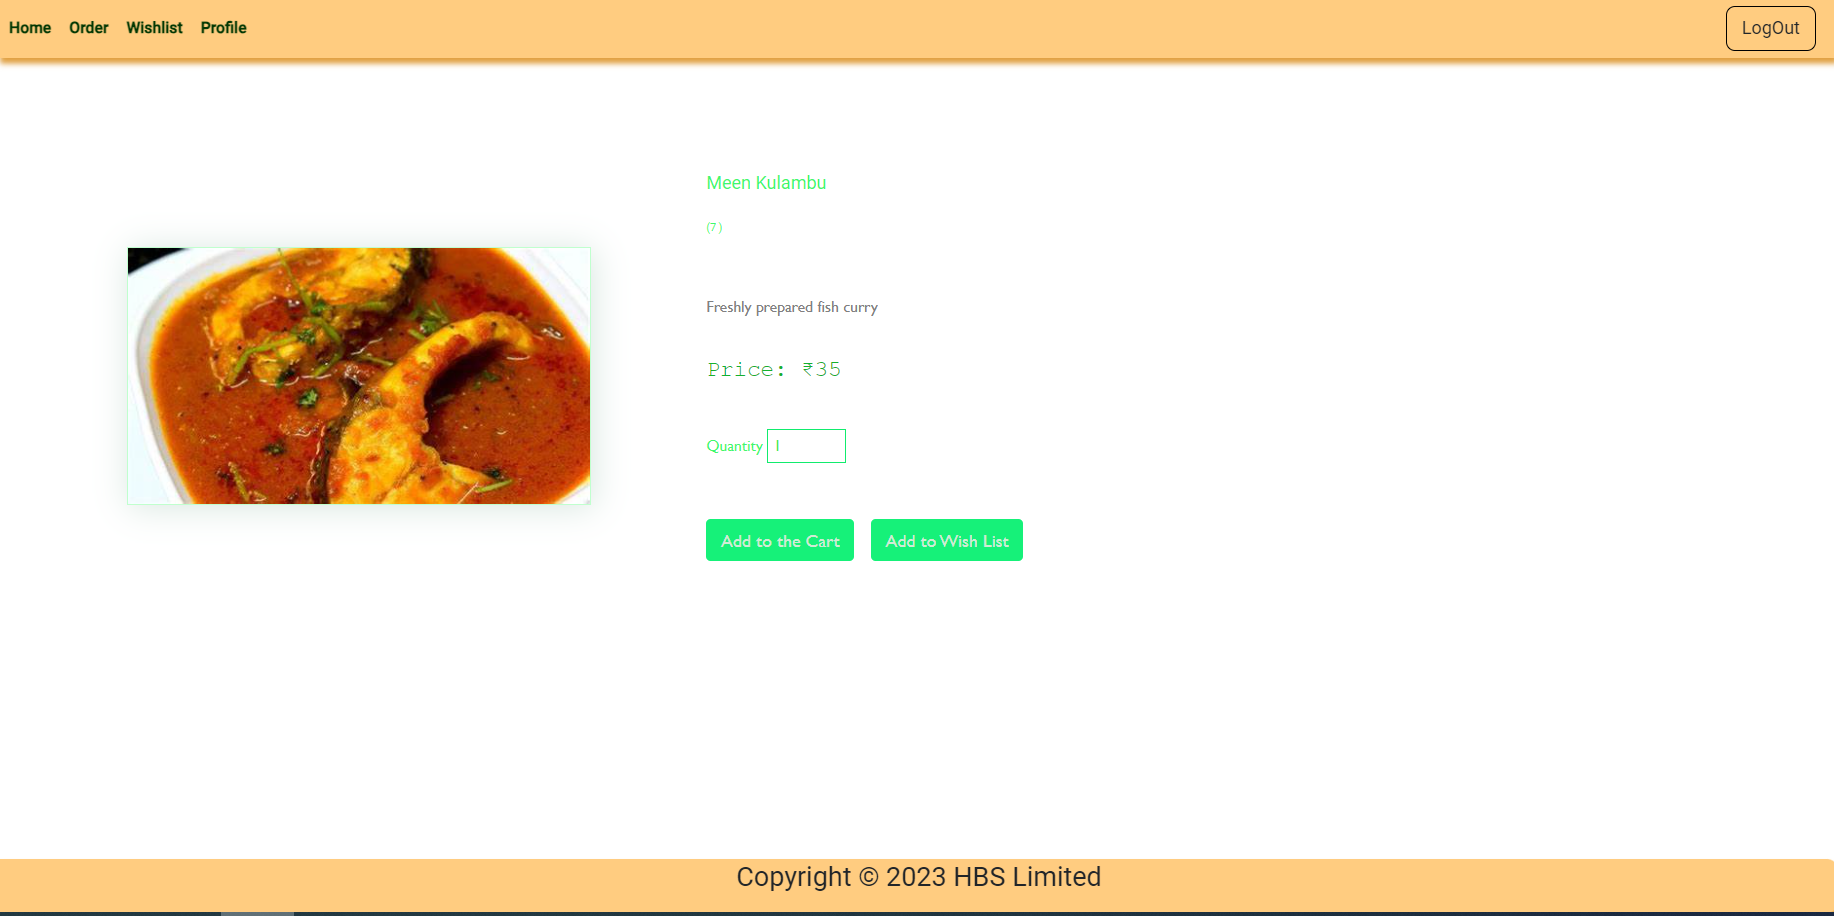 Home Order Wishlist Profile LogOut
Meen Kulambu
(7)
Freshly prepared fish curry
Price: ₹35
Quantity 1
Add to the Cart Add to Wish List
Copyright © 2023 HBS Limited